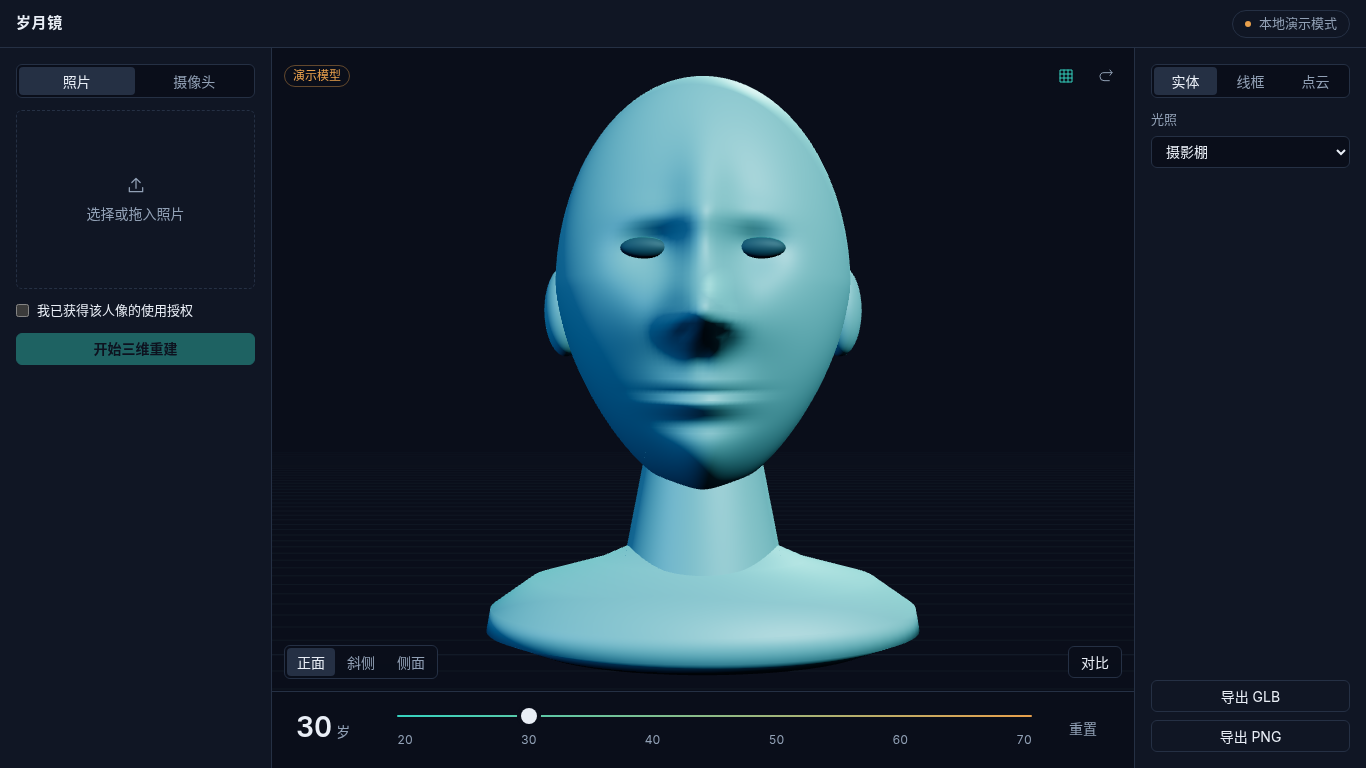 岁月镜
本地演示模式
照片
摄像头
选择或拖入照片
我已获得该人像的使用授权
开始三维重建
演示模型
正面
斜侧
侧面
对比
30 岁
20 30 40 50 60 70
重置
实体
线框
点云
光照
摄影棚
导出 GLB
导出 PNG